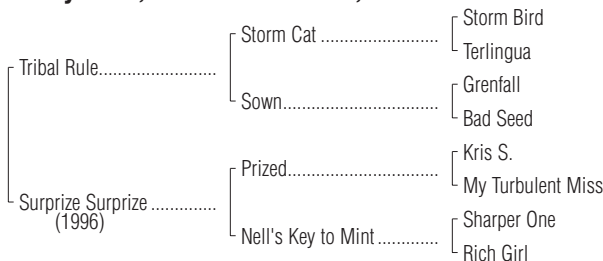 Storm Bird
Storm Cat ........................
Terlingua
Tribal Rule........................
Grenfall
Sown................................
Bad Seed
Kris S.
Prized...............................
My Turbulent Miss
Surprize Surprize .............
(1996)
Sharper One
Nell's Key to Mint.............
Rich Girl